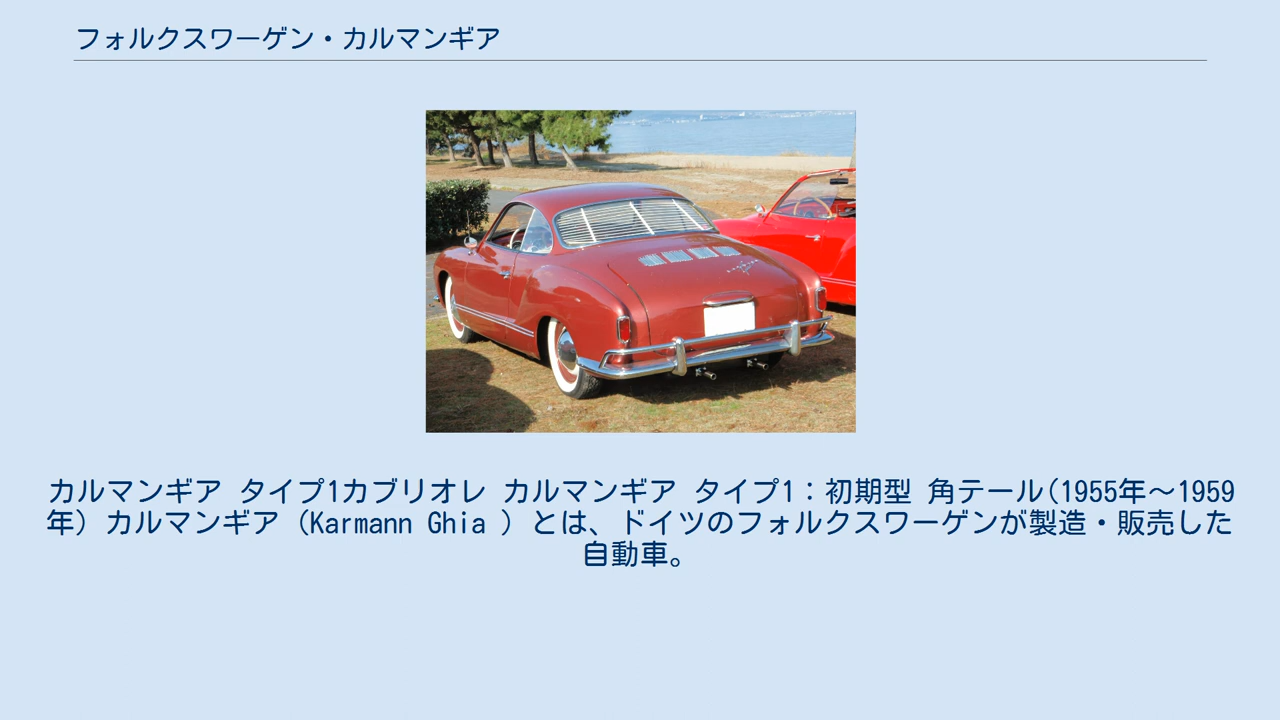 フォルクスワーゲン・カルマンギア
カルマンギア タイプ1カブリオレ カルマンギア タイプ1：初期型 角テール(1955年～1959
年) カルマンギア（Karmann Ghia ）とは、ドイツのフォルクスワーゲンが製造・販売した
自動車。